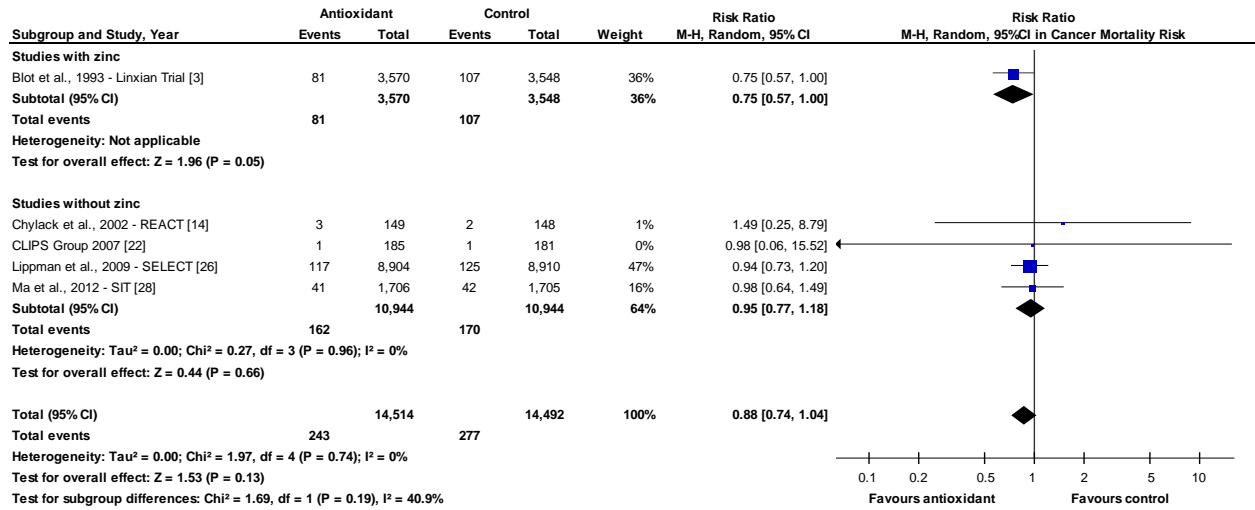 Antioxidant Control Risk Ratio Risk Ratio
Subgroup and Study, Year Events Total Events Total Weight M-H, Random, 95% CI M-H, Random, 95%CI in Cancer Mortality Risk
Studies with zinc
Blot et al., 1993 - Linxian Trial [3] 81 3,570 107 3,548 36% 0.75 [0.57, 1.00]
Subtotal (95% CI) 3,570 3,548 36% 0.75 [0.57, 1.00]
Total events 81 107
Heterogeneity: Not applicable
Test for overall effect: Z = 1.96 (P = 0.05)
Studies without zinc
Chylack et al., 2002 - REACT [14] 3 149 2 148 1% 1.49 [0.25, 8.79]
CLIPS Group 2007 [22] 1 185 1 181 0% 0.98 [0.06, 15.52]
Lippman et al., 2009 - SELECT [26] 117 8,904 125 8,910 47% 0.94 [0.73, 1.20]
Ma et al., 2012 - SIT [28] 41 1,706 42 1,705 16% 0.98 [0.64, 1.49]
Subtotal (95% CI) 10,944 10,944 64% 0.95 [0.77, 1.18]
Total events 162 170
Heterogeneity: Tau² = 0.00; Chi² = 0.27, df = 3 (P = 0.96); I² = 0%
Test for overall effect: Z = 0.44 (P = 0.66)
Total (95% CI) 14,514 14,492 100% 0.88 [0.74, 1.04]
Total events 243 277
Heterogeneity: Tau² = 0.00; Chi² = 1.97, df = 4 (P = 0.74); I² = 0%
Test for overall effect: Z = 1.53 (P = 0.13)
Test for subgroup differences: Chi² = 1.69, df = 1 (P = 0.19), I² = 40.9%
0.1 0.2 0.5 1 2 5 10
Favours antioxidant Favours control